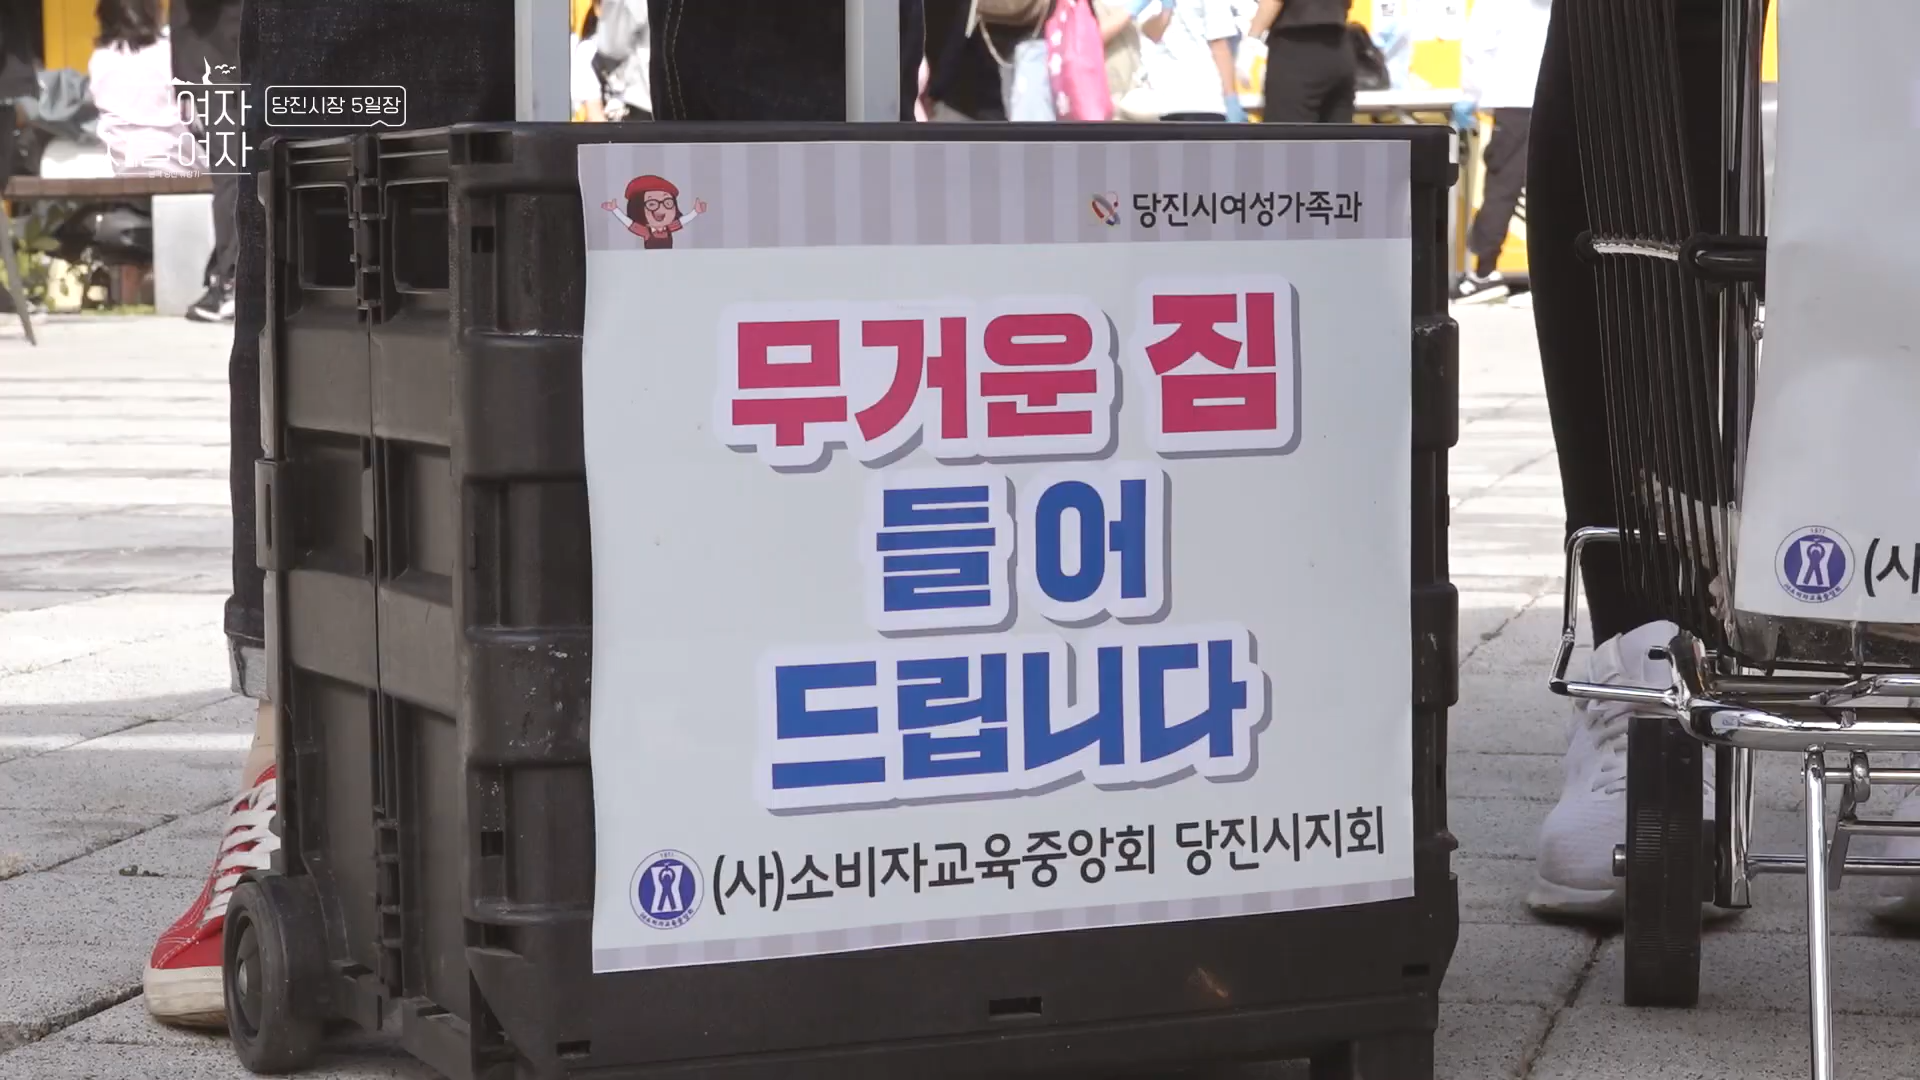 여자
여자
당진시장 5일장
당진시여성가족과
무거운 짐
들어
드립니다
(사)소비자교육중앙회 당진시지회
(사